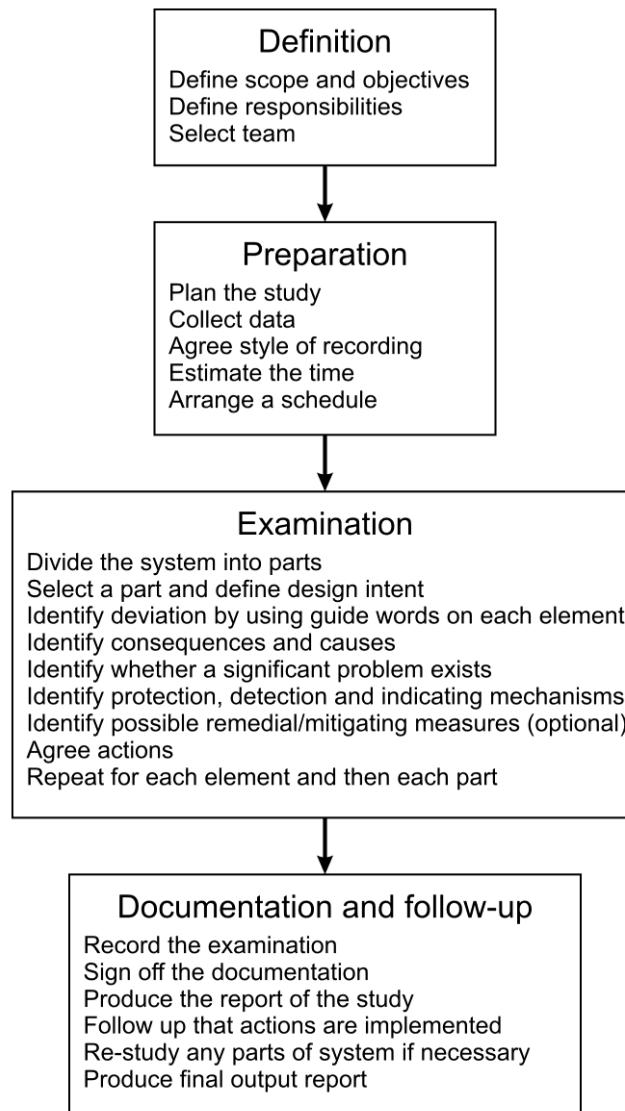 Definition
Define scope and objectives
Define responsibilities
Select team
Preparation
Plan the study
Collect data
Agree style of recording
Estimate the time
Arrange a schedule
Examination
Divide the system into parts
Select a part and define design intent
Identify deviation by using guide words on each element
Identify consequences and causes
Identify whether a significant problem exists
Identify protection, detection and indicating mechanisms
Identify possible remedial/mitigating measures (optional)
Agree actions
Repeat for each element and then each part
Documentation and follow-up
Record the examination
Sign off the documentation
Produce the report of the study
Follow up that actions are implemented
Re-study any parts of system if necessary
Produce final output report